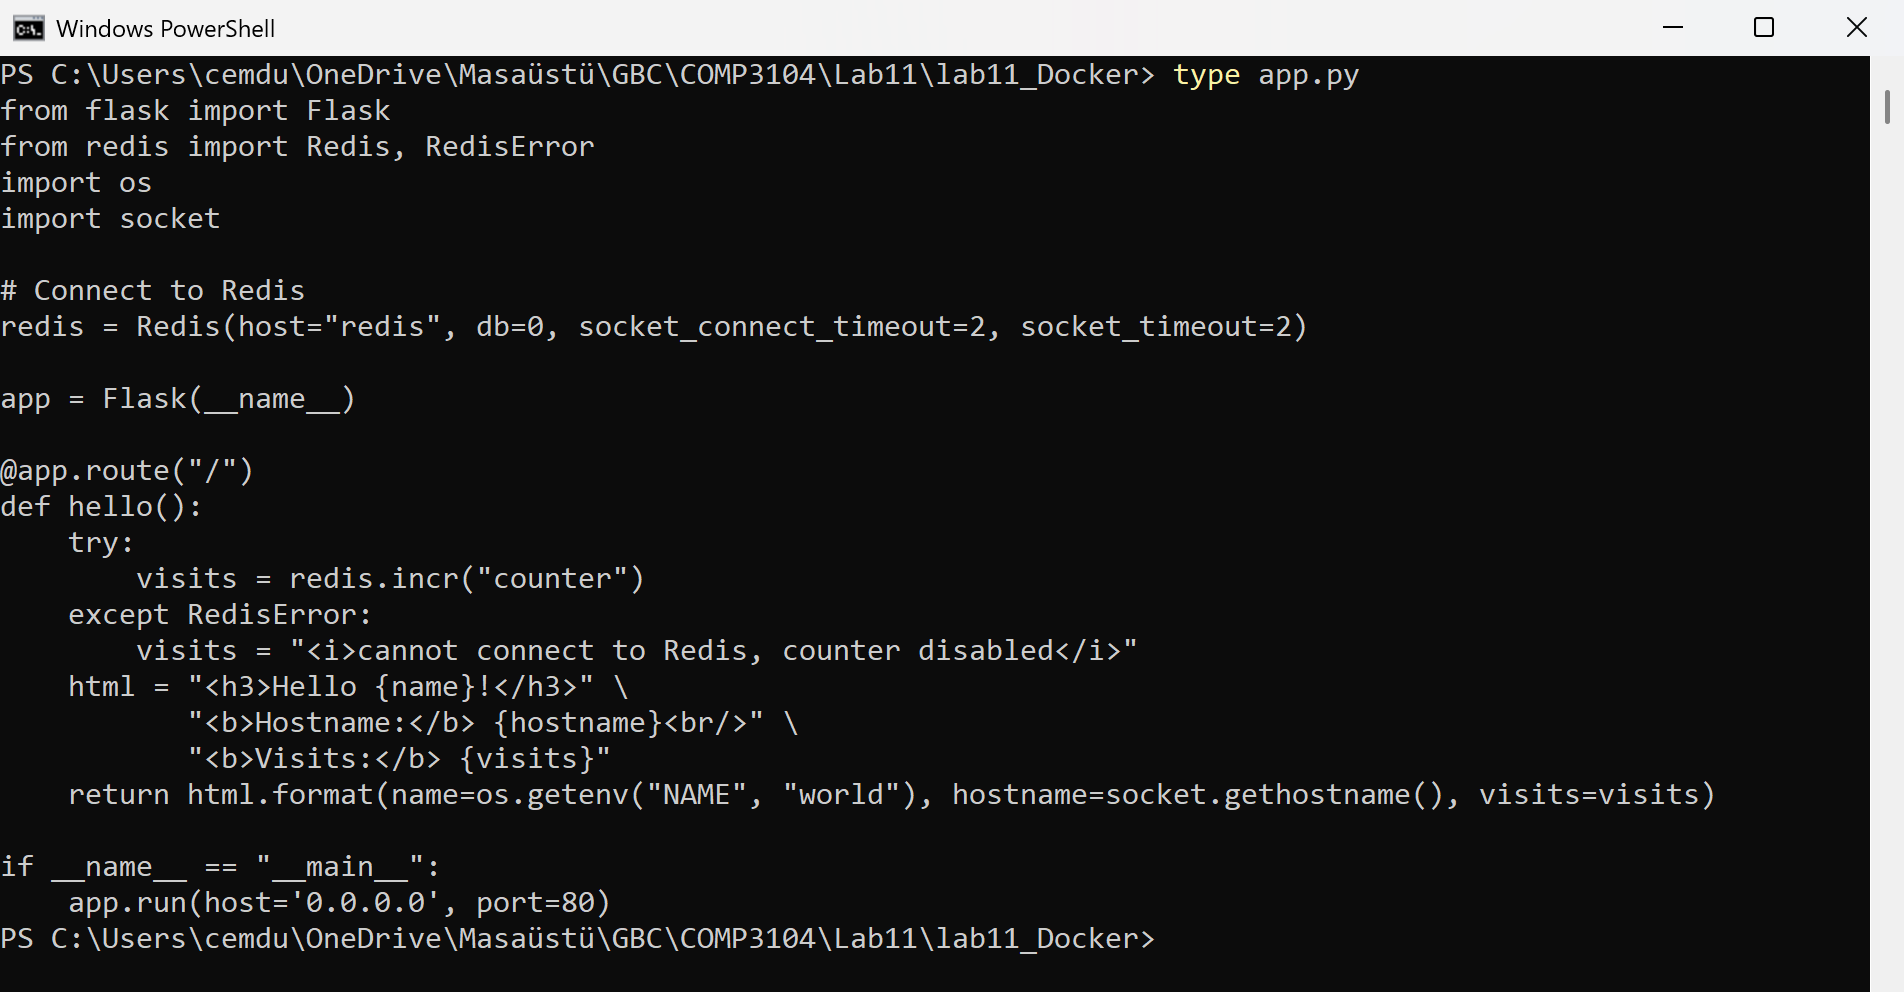 Windows PowerShell
PS C:\Users\cemdu\OneDrive\Masaüstü\GBC\COMP3104\Lab11\lab11_Docker> type app.py
from flask import Flask
from redis import Redis, RedisError
import os
import socket

# Connect to Redis
redis = Redis(host="redis", db=0, socket_connect_timeout=2, socket_timeout=2)

app = Flask(__name__)

@app.route("/")
def hello():
    try:
        visits = redis.incr("counter")
    except RedisError:
        visits = "<i>cannot connect to Redis, counter disabled</i>"
    html = "<h3>Hello {name}!</h3>" \
           "<b>Hostname:</b> {hostname}<br/>" \
           "<b>Visits:</b> {visits}"
    return html.format(name=os.getenv("NAME", "world"), hostname=socket.gethostname(), visits=visits)

if __name__ == "__main__":
    app.run(host='0.0.0.0', port=80)
PS C:\Users\cemdu\OneDrive\Masaüstü\GBC\COMP3104\Lab11\lab11_Docker>